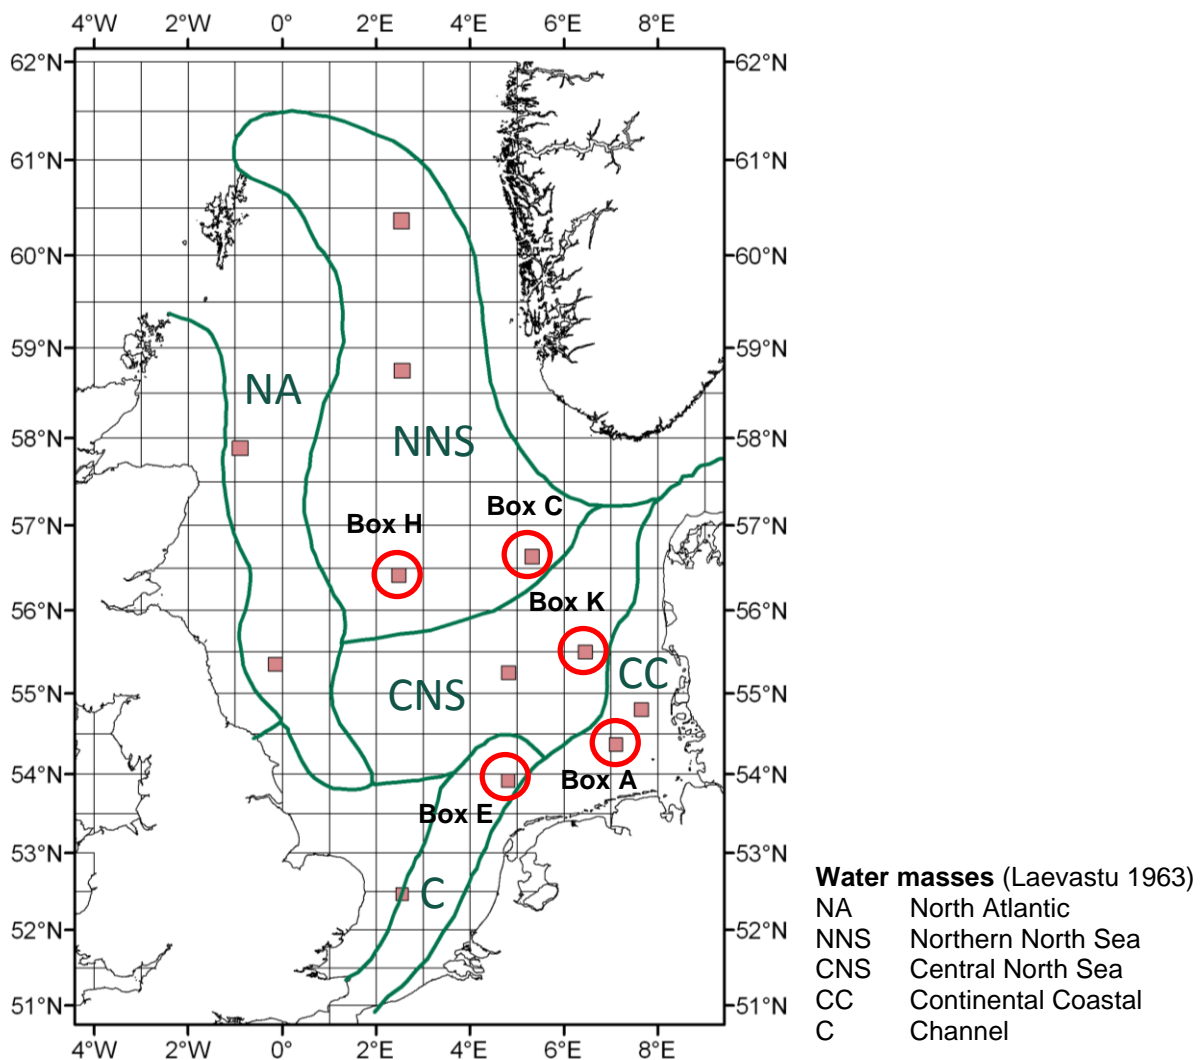 4°W 2°W 0° 2°E 4°E 6°E 8°E
62°N 62°N
61°N 61°N
60°N 60°N
59°N 59°N
NA
58°N NNS 58°N
Box C
Box H
57°N 57°N
56°N 56°N
Box K
CC
55°N CNS 55°N
54°N 54°N
Box A
Box E
53°N 53°N
C
52°N 52°N
51°N 51°N
4°W 2°W 0° 2°E 4°E 6°E 8°E
Water masses (Laevastu 1963)
NA North Atlantic
NNS Northern North Sea
CNS Central North Sea
CC Continental Coastal
C Channel